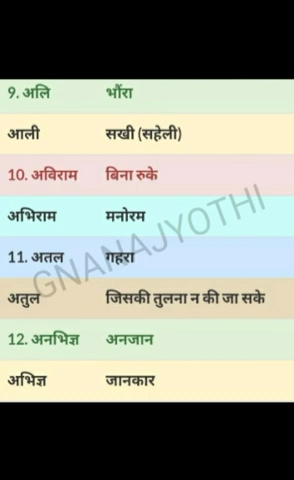 9. अलि भौंरा
आली सखी (सहेली)
10. अविराम बिना रुके
अभिराम मनोरम
11. अतल गहरा
अतुल जिसकी तुलना न की जा सके
12. अनभिज्ञ अनजान
अभिज्ञ जानकार
GNANAJYOTHI